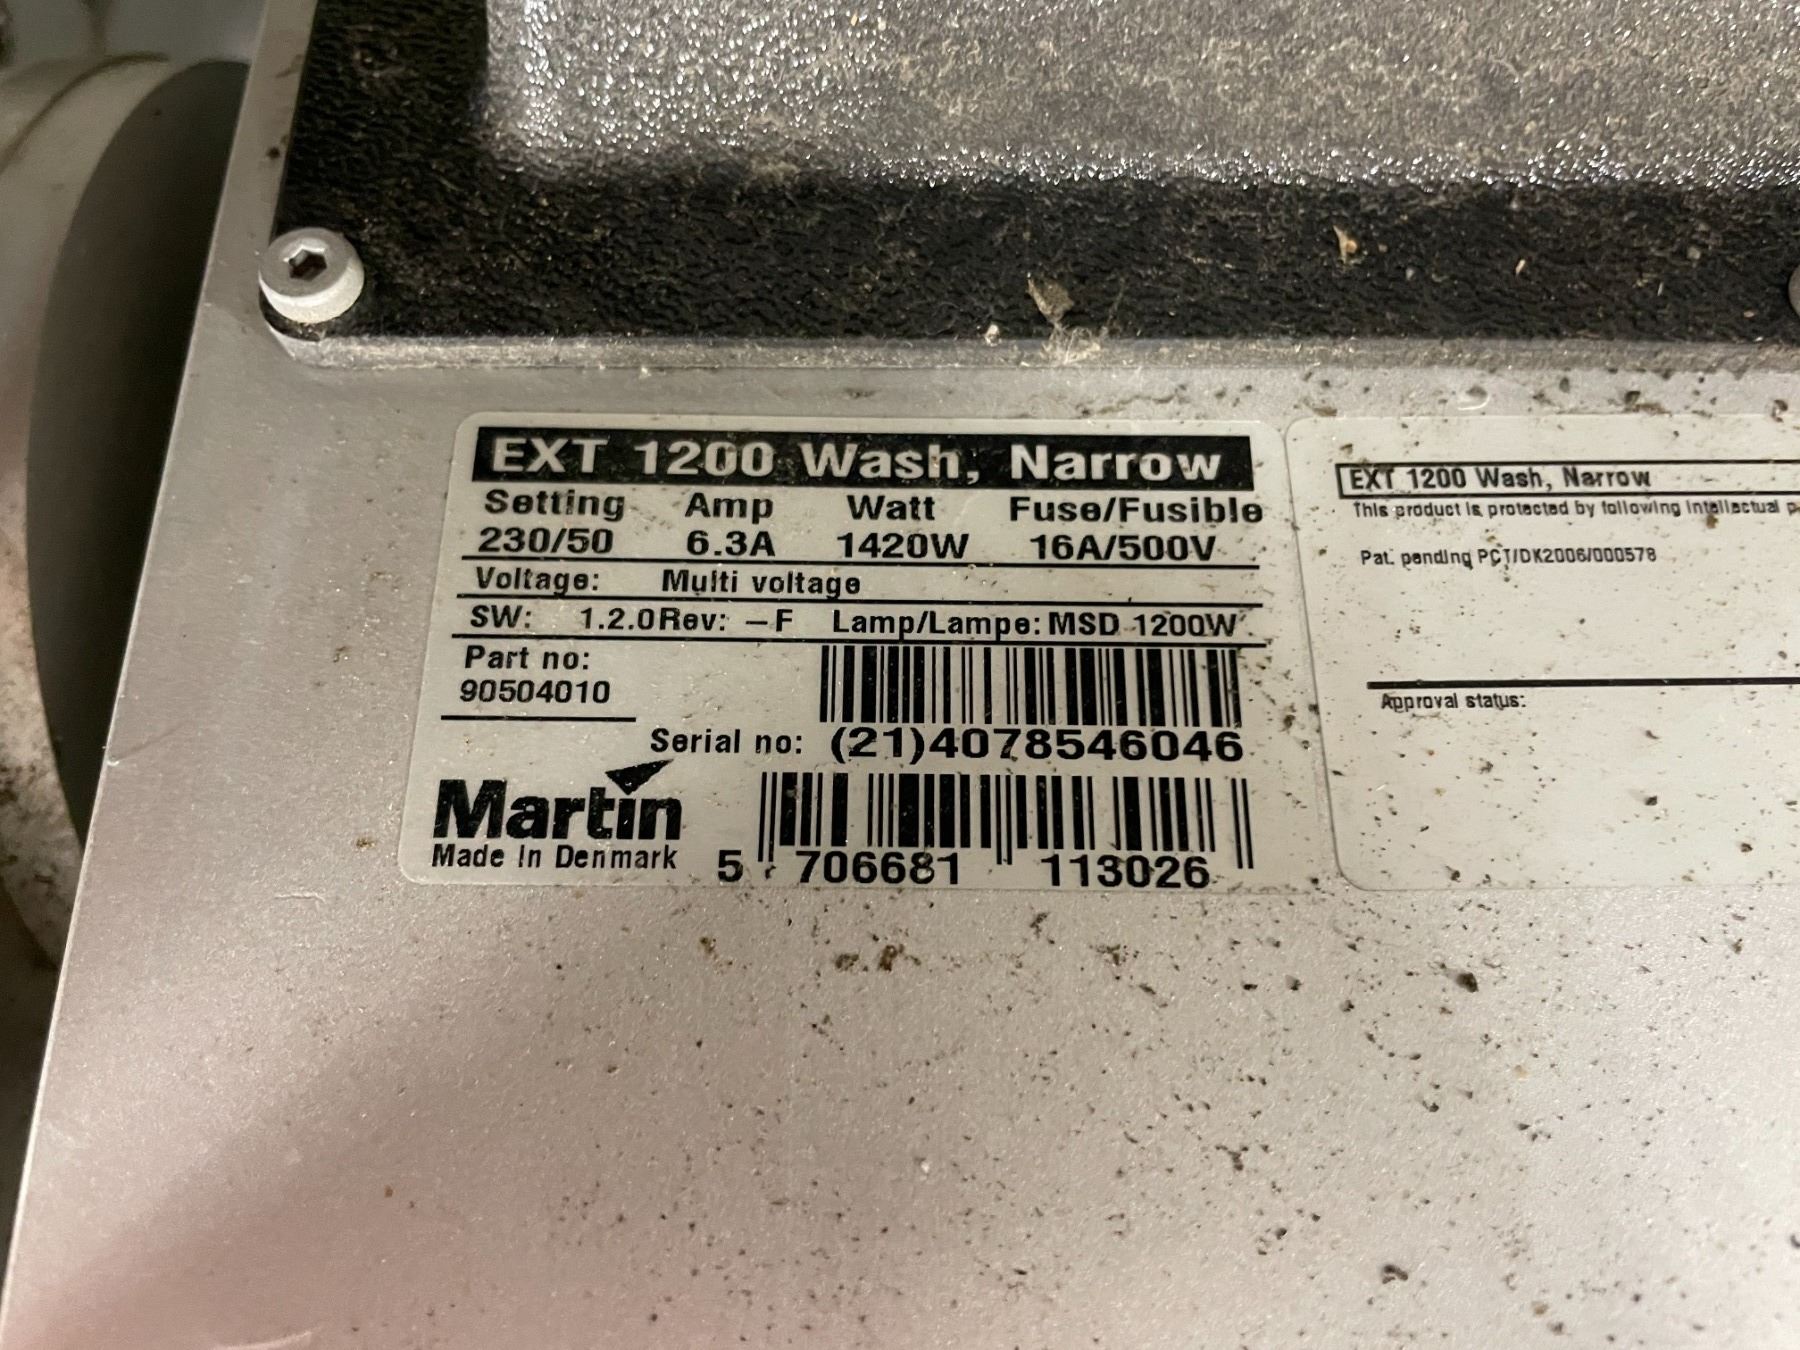 EXT 1200 Wash, Narrow
Setting Amp Watt Fuse/Fusible
230/50 6.3A 1420W 16A/500V
Voltage: Multi voltage
SW: 1.2.0 Rev: –F Lamp/Lampe: MSD 1200W
Part no:
90504010
Serial no: (21)4078546046
Martin
Made In Denmark
5 706681 113026
EXT 1200 Wash, Narrow
This product is protected by following Intellectual
Pat. pending PCT/DK2006/000578
Approval status: